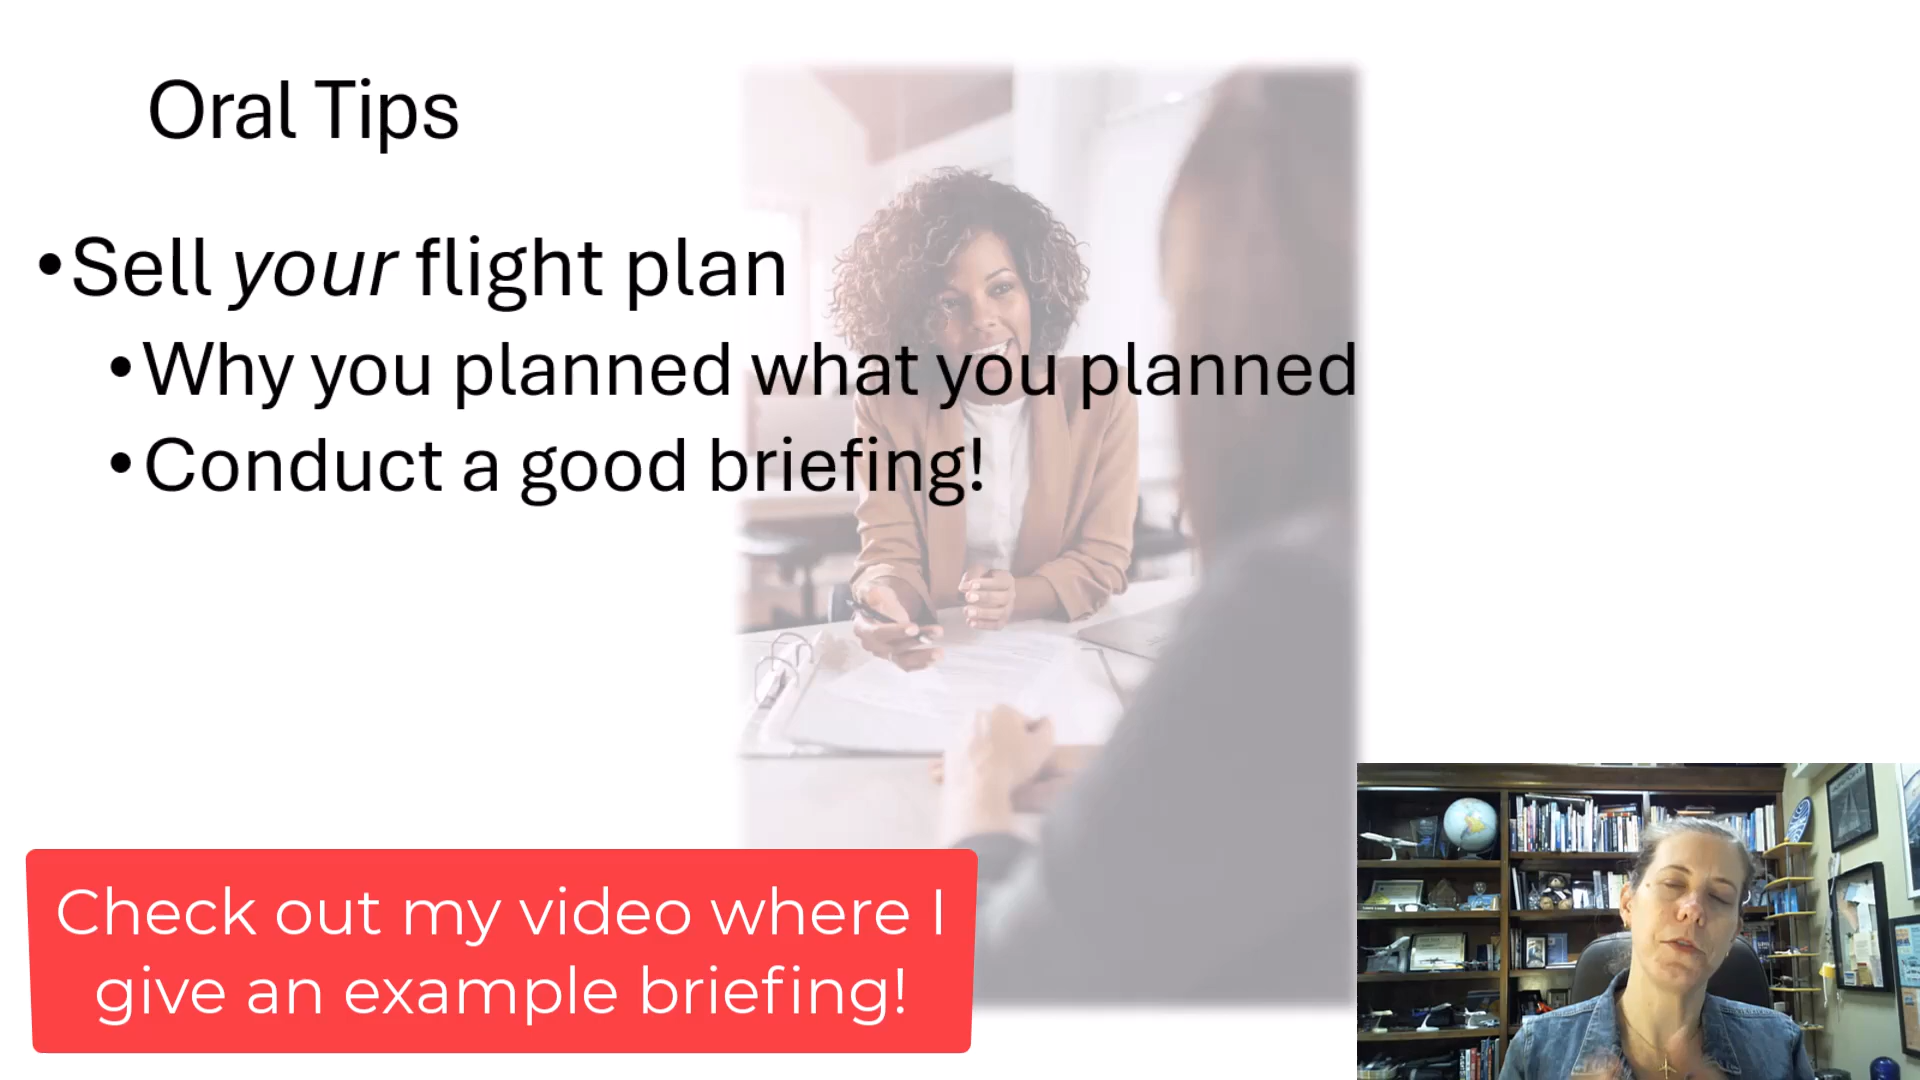 Oral Tips
•Sell your flight plan
•Why you planned what you planned
•Conduct a good briefing!
Check out my video where I
give an example briefing!